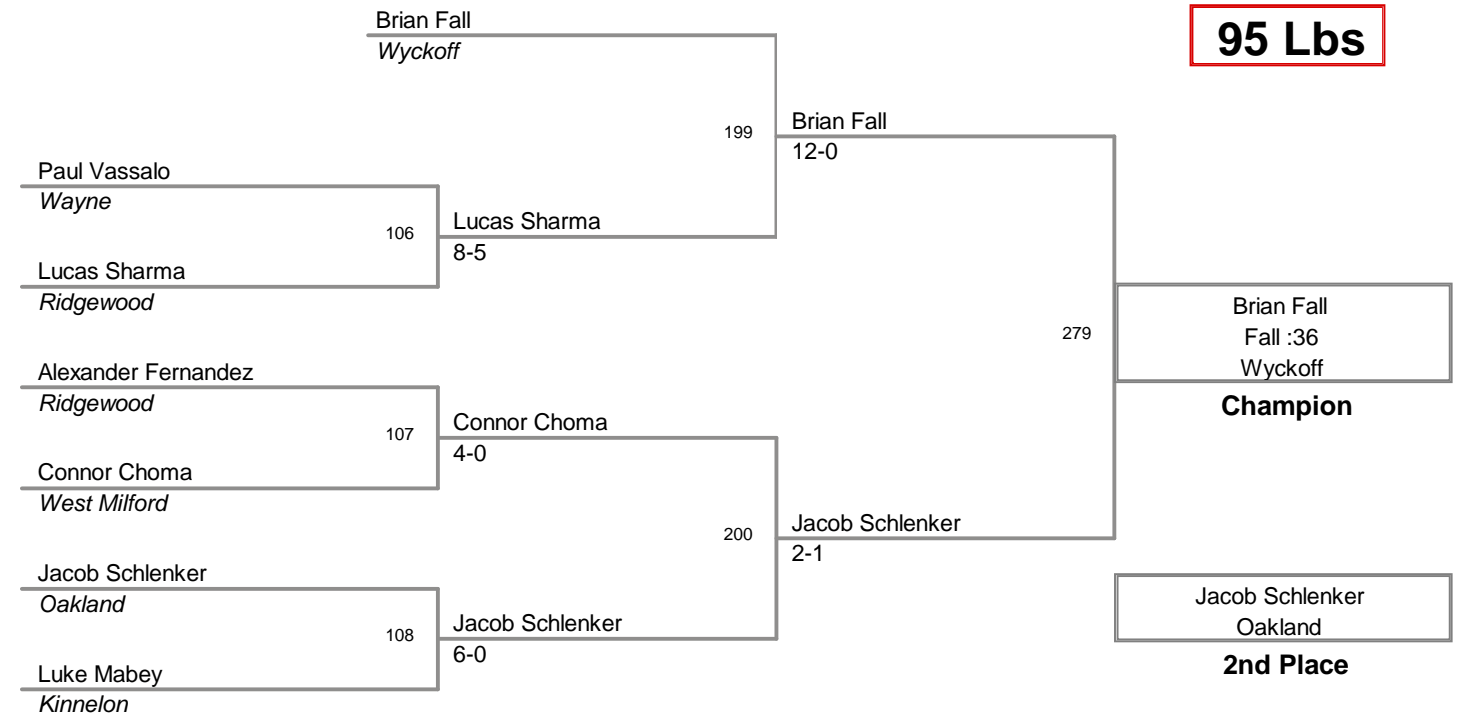 Brian Fall
Wyckoff
95 Lbs
199
Brian Fall
12-0
Paul Vassalo
Wayne
106
Lucas Sharma
8-5
Lucas Sharma
Ridgewood
279
Brian Fall
Fall :36
Wyckoff
Champion
Alexander Fernandez
Ridgewood
107
Connor Choma
4-0
Connor Choma
West Milford
200
Jacob Schlenker
2-1
Jacob Schlenker
Oakland
108
Jacob Schlenker
6-0
Luke Mabey
Kinnelon
Jacob Schlenker
Oakland
2nd Place